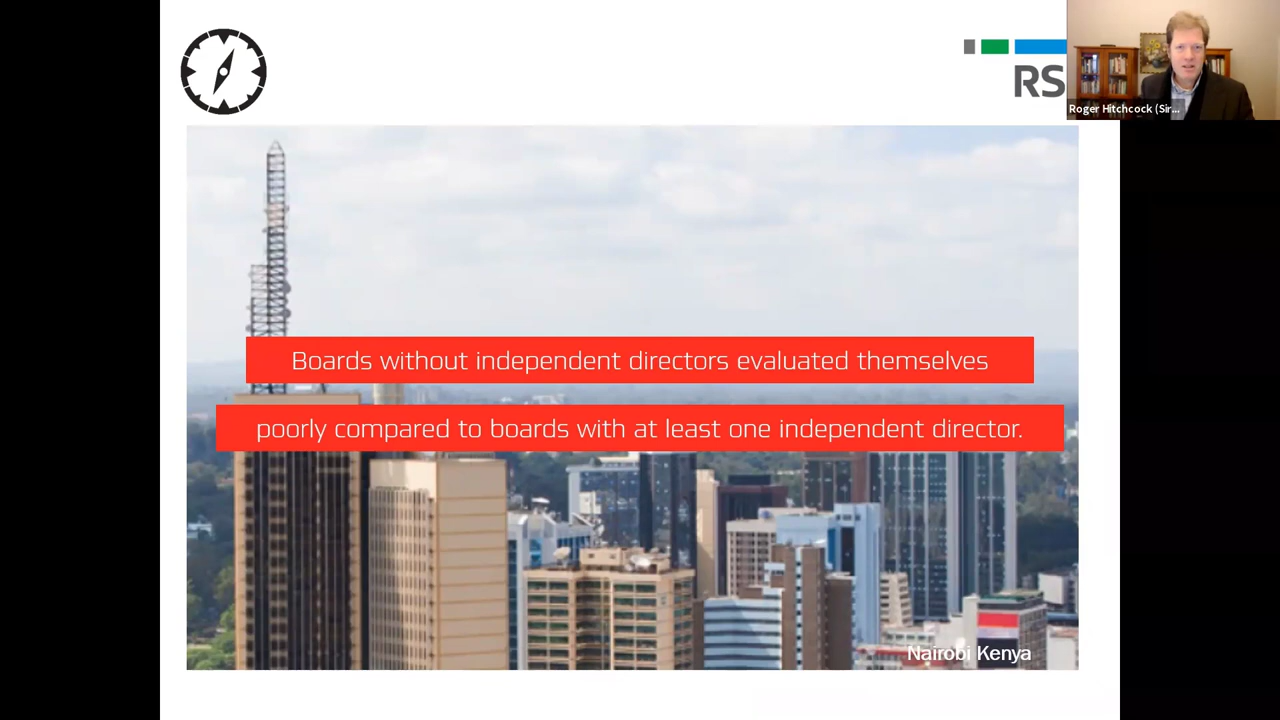 RS
Roger Hitchcock (Sir...
Boards without independent directors evaluated themselves
poorly compared to boards with at least one independent director.
Nairobi Kenya